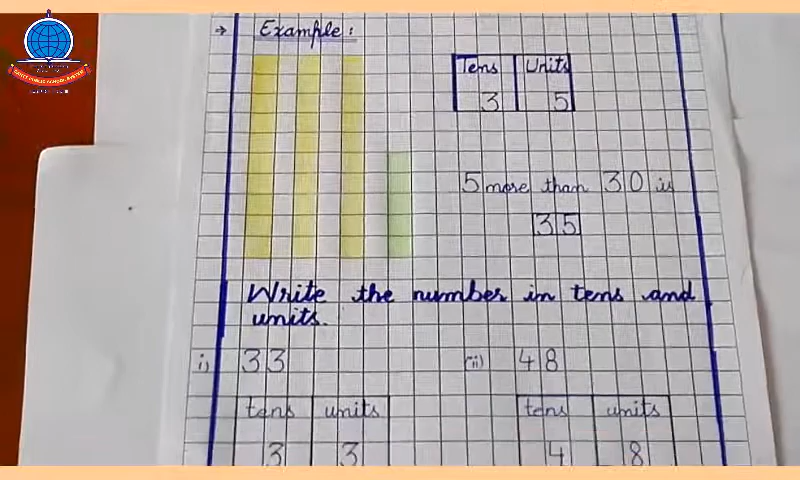 → Example:
Tens Units
3 5
5 more than 30 is
35
Write the number in tens and
units.
i) 33 (ii) 48
tens units tens units
3 3 4 8